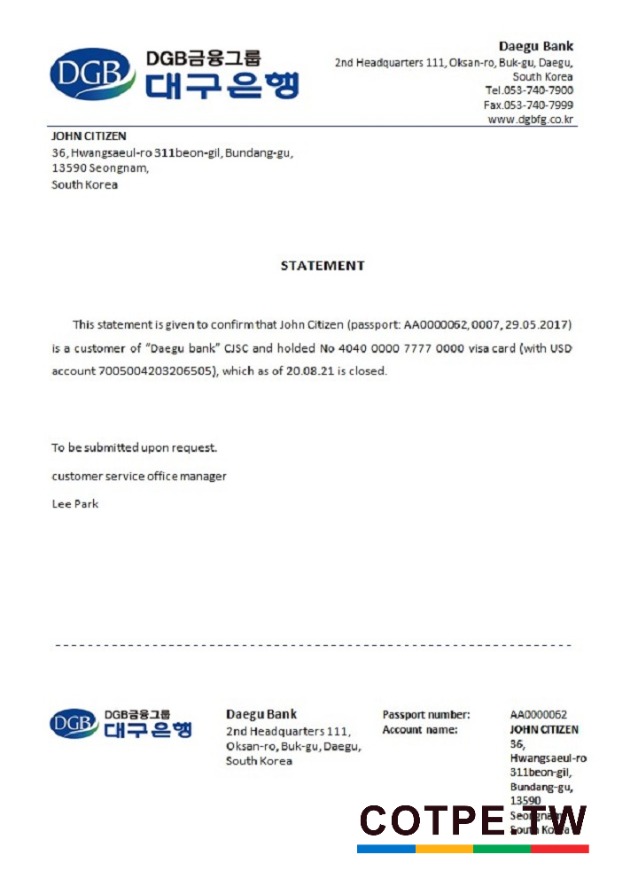 DGB
DGB금융그룹
대구은행
Daegu Bank
2nd Headquarters 111, Oksan-ro, Buk-gu, Daegu,
South Korea
Tel.053-740-7900
Fax.053-740-7999
www.dgbfg.co.kr
JOHN CITIZEN
36, Hwangsaeul-ro 311beon-gil, Bundang-gu,
13590 Seongnam,
South Korea
STATEMENT
This statement is given to confirm that John Citizen (passport: AA0000062, 0007, 29.05.2017)
is a customer of “Daegu bank” CJSC and holded No 4040 0000 7777 0000 visa card (with USD
account 7005004203206505), which as of 20.08.21 is closed.
To be submitted upon request.
customer service office manager
Lee Park
DGB
DGB금융그룹
대구은행
Daegu Bank
2nd Headquarters 111,
Oksan-ro, Buk-gu, Daegu,
South Korea
Passport number: AA0000062
Account name: JOHN CITIZEN
36,
Hwangsaeul-ro
311beon-gil,
Bundang-gu,
13590
Seongnam
South Korea
COTPE.TW